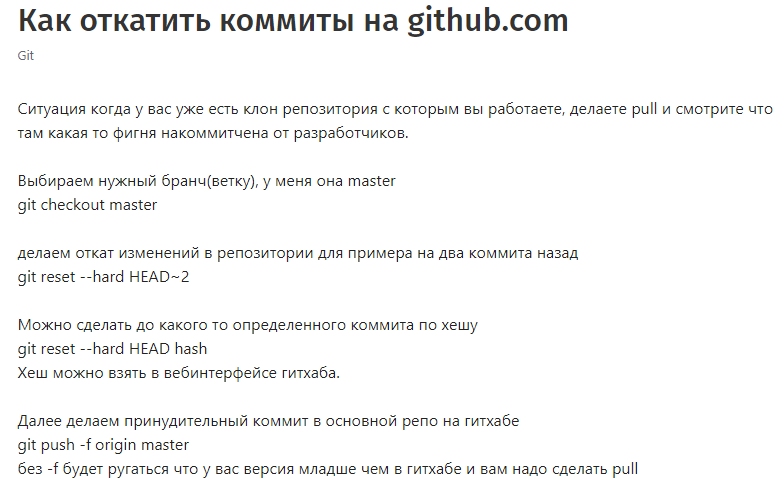 Как откатить коммиты на github.com
Git
Ситуация когда у вас уже есть клон репозитория с которым вы работаете, делаете pull и смотрите что
там какая то фигня накоммитчена от разработчиков.
Выбираем нужный бранч(ветку), у меня она master
git checkout master
делаем откат изменений в репозитории для примера на два коммита назад
git reset --hard HEAD~2
Можно сделать до какого то определенного коммита по хешу
git reset --hard HEAD hash
Хеш можно взять в вебинтерфейсе гитхаба.
Далее делаем принудительный коммит в основной репо на гитхабе
git push -f origin master
без -f будет ругаться что у вас версия младше чем в гитхабе и вам надо сделать pull